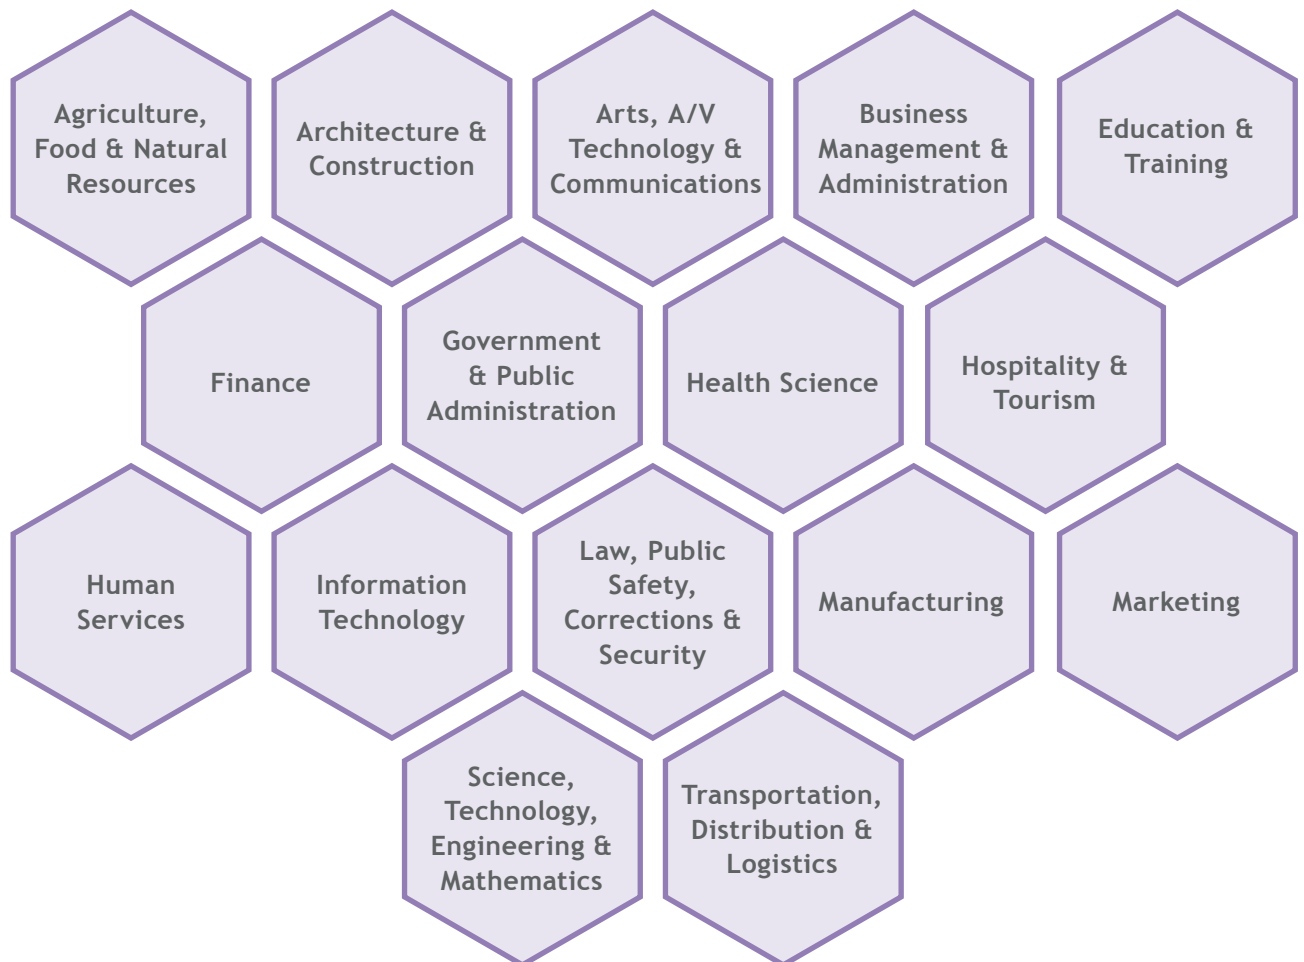 Agriculture,
Food & Natural
Resources
Architecture &
Construction
Arts, A/V
Technology &
Communications
Business
Management &
Administration
Education &
Training
Finance
Government
& Public
Administration
Health Science
Hospitality &
Tourism
Human
Services
Information
Technology
Law, Public
Safety,
Corrections &
Security
Manufacturing
Marketing
Science,
Technology,
Engineering &
Mathematics
Transportation,
Distribution &
Logistics